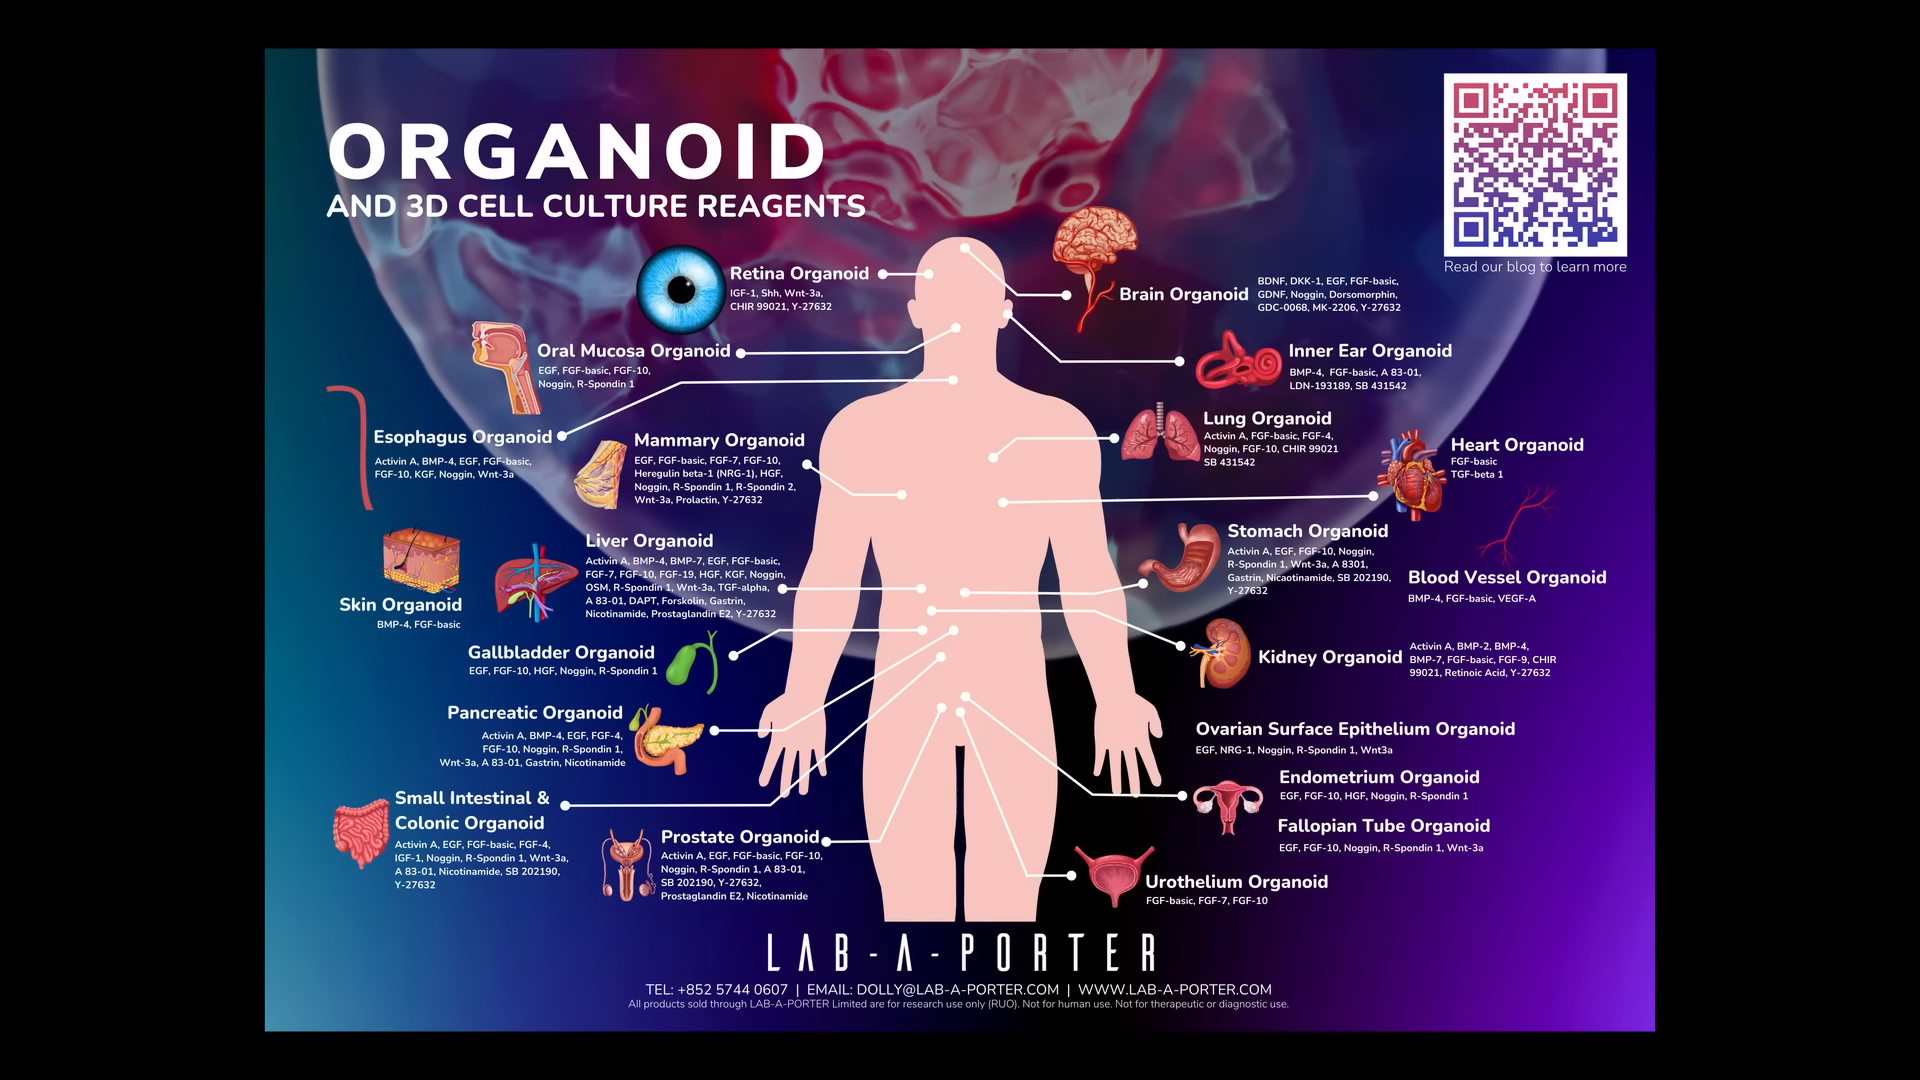 ORGANOID
AND 3D CELL CULTURE REAGENTS
Read our blog to learn more
Retina Organoid
IGF-1, Shh, Wnt-3a,
CHIR 99021, Y-27632
Brain Organoid
BDNF, DKK-1, EGF, FGF-basic,
GDNF, Noggin, Dorsomorphin,
GDC-0068, MK-2206, Y-27632
Oral Mucosa Organoid
EGF, FGF-basic, FGF-10,
Noggin, R-Spondin 1
Inner Ear Organoid
BMP-4, FGF-basic, A 83-01,
LDN-193189, SB 431542
Esophagus Organoid
Activin A, BMP-4, EGF, FGF-basic,
FGF-10, KGF, Noggin, Wnt-3a
Mammary Organoid
EGF, FGF-basic, FGF-7, FGF-10,
Heregulin beta-1 (NRG-1), HGF,
Noggin, R-Spondin 1, R-Spondin 2,
Wnt-3a, Prolactin, Y-27632
Lung Organoid
Activin A, FGF-basic, FGF-4,
Noggin, FGF-10, CHIR 99021
SB 431542
Heart Organoid
FGF-basic
TGF-beta 1
Skin Organoid
BMP-4, FGF-basic
Liver Organoid
Activin A, BMP-4, BMP-7, EGF, FGF-basic,
FGF-7, FGF-10, FGF-19, HGF, KGF, Noggin,
OSM, R-Spondin 1, Wnt-3a, TGF-alpha,
A 83-01, DAPT, Forskolin, Gastrin,
Nicotinamide, Prostaglandin E2, Y-27632
Stomach Organoid
Activin A, EGF, FGF-10, Noggin,
R-Spondin 1, Wnt-3a, A 8301,
Gastrin, Nicaotinamide, SB 202190,
Y-27632
Blood Vessel Organoid
BMP-4, FGF-basic, VEGF-A
Gallbladder Organoid
EGF, FGF-10, HGF, Noggin, R-Spondin 1
Kidney Organoid
Activin A, BMP-2, BMP-4,
BMP-7, FGF-basic, FGF-9, CHIR
99021, Retinoic Acid, Y-27632
Pancreatic Organoid
Activin A, BMP-4, EGF, FGF-4,
FGF-10, Noggin, R-Spondin 1,
Wnt-3a, A 83-01, Gastrin, Nicotinamide
Ovarian Surface Epithelium Organoid
EGF, NRG-1, Noggin, R-Spondin 1, Wnt3a
Endometrium Organoid
EGF, FGF-10, HGF, Noggin, R-Spondin 1
Fallopian Tube Organoid
EGF, FGF-10, Noggin, R-Spondin 1, Wnt-3a
Small Intestinal &
Colonic Organoid
Activin A, EGF, FGF-basic, FGF-4,
IGF-1, Noggin, R-Spondin 1, Wnt-3a,
A 83-01, Nicotinamide, SB 202190,
Y-27632
Prostate Organoid
Activin A, EGF, FGF-basic, FGF-10,
Noggin, R-Spondin 1, A 83-01,
SB 202190, Y-27632,
Prostaglandin E2, Nicotinamide
Urothelium Organoid
FGF-basic, FGF-7, FGF-10
LAB-A-PORTER
TEL: +852 5744 0607 | EMAIL: DOLLY@LAB-A-PORTER.COM | WWW.LAB-A-PORTER.COM
All products sold through LAB-A-PORTER Limited are for research use only (RUO). Not for human use. Not for therapeutic or diagnostic use.